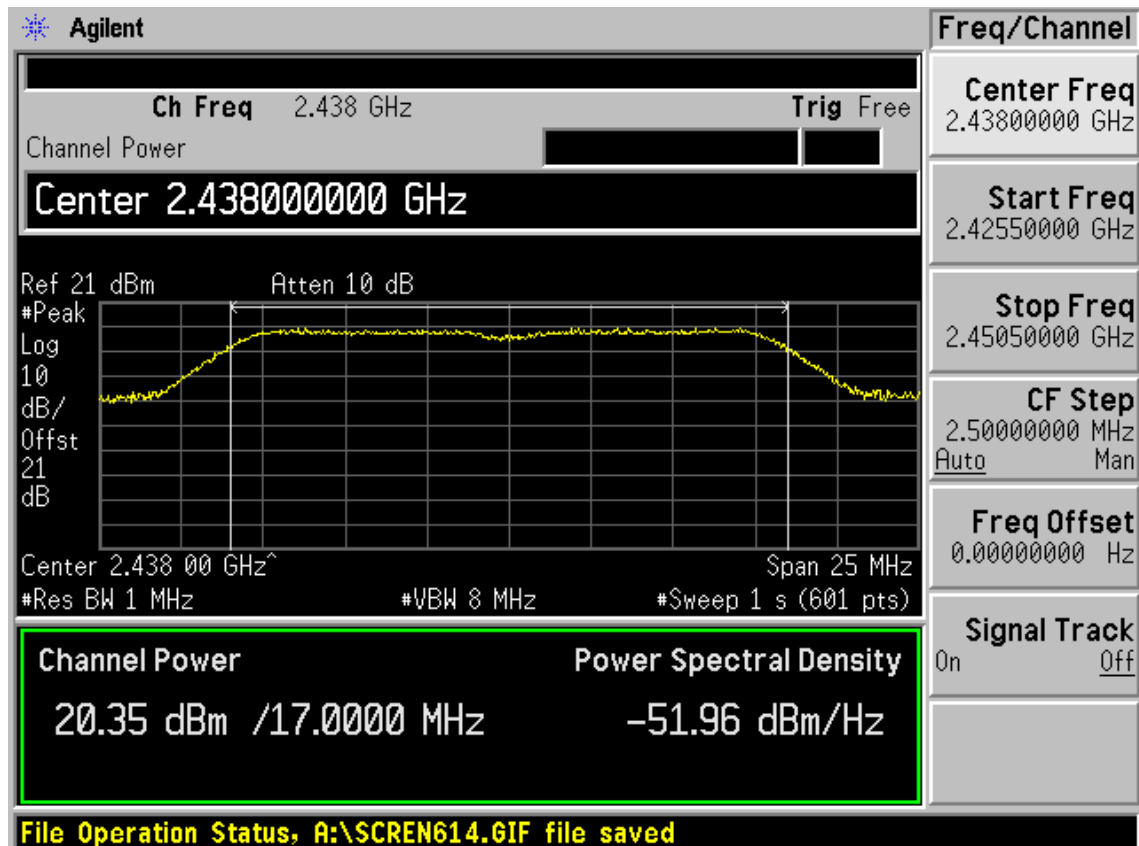 Agilent
Freq/Channel
Ch Freq 2.438 GHz Trig Free
Channel Power
Center 2.438000000 GHz
Ref 21 dBm Atten 10 dB
#Peak
Log
10
dB/
Offst
21
dB
Center 2.438 00 GHz^ Span 25 MHz
#Res BW 1 MHz #VBW 8 MHz #Sweep 1 s (601 pts)
Channel Power Power Spectral Density
20.35 dBm /17.0000 MHz -51.96 dBm/Hz
File Operation Status, A:\SCREN614.GIF file saved
Center Freq
2.43800000 GHz
Start Freq
2.42550000 GHz
Stop Freq
2.45050000 GHz
CF Step
2.50000000 MHz
Auto Man
Freq Offset
0.00000000 Hz
Signal Track
On Off